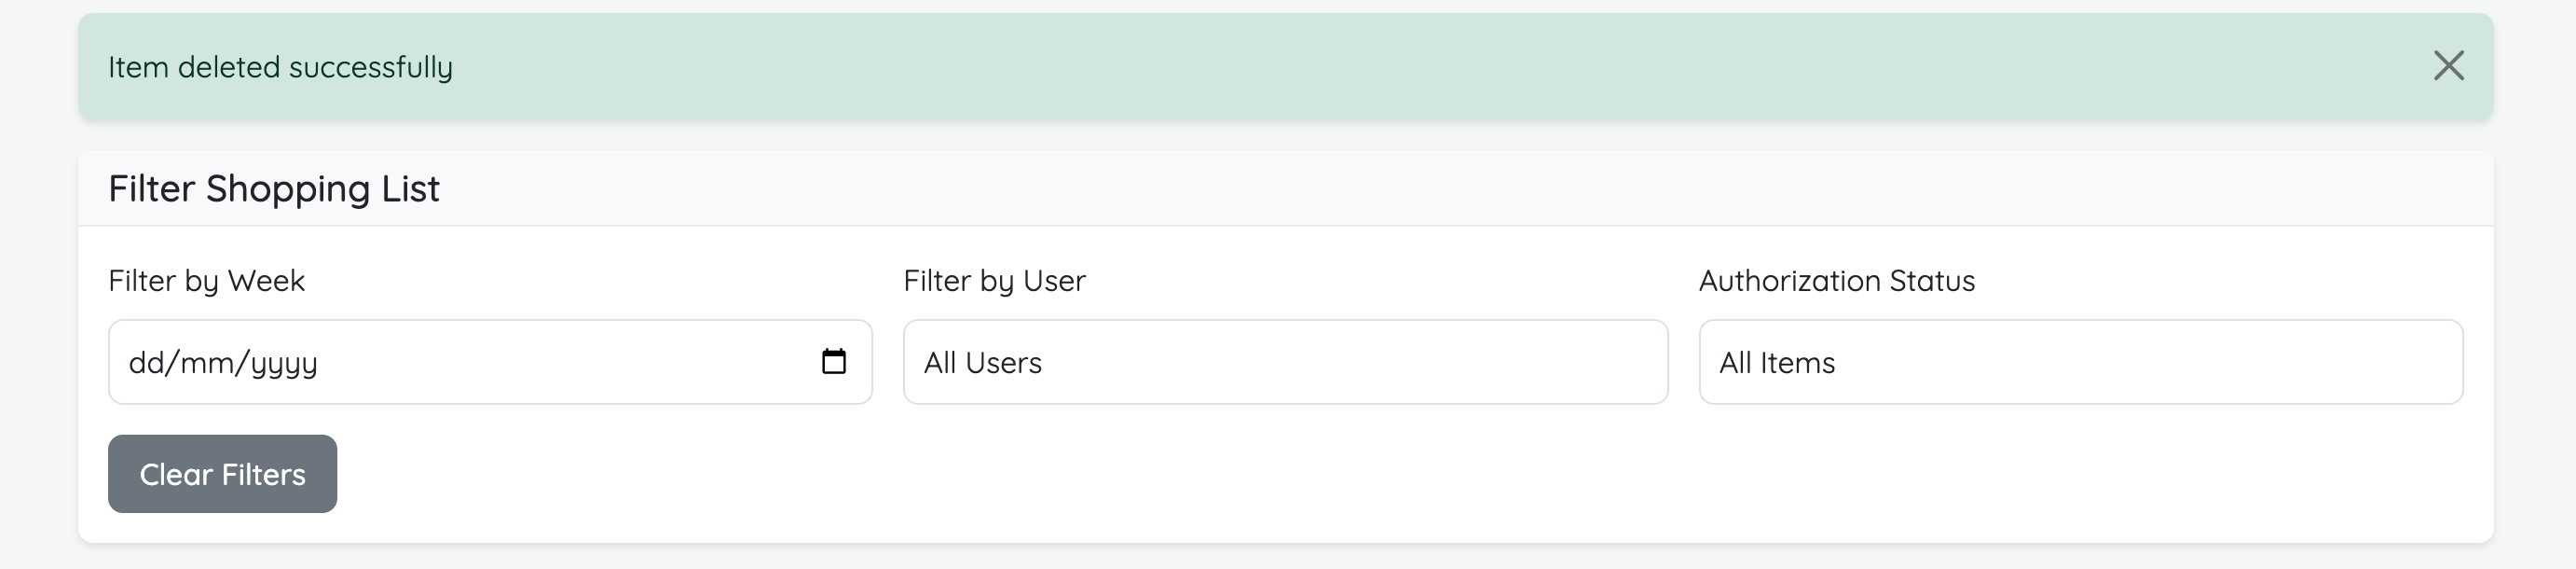 Item deleted successfully
Filter Shopping List
Filter by Week
Filter by User
Authorization Status
dd/mm/yyyy
All Users
All Items
Clear Filters